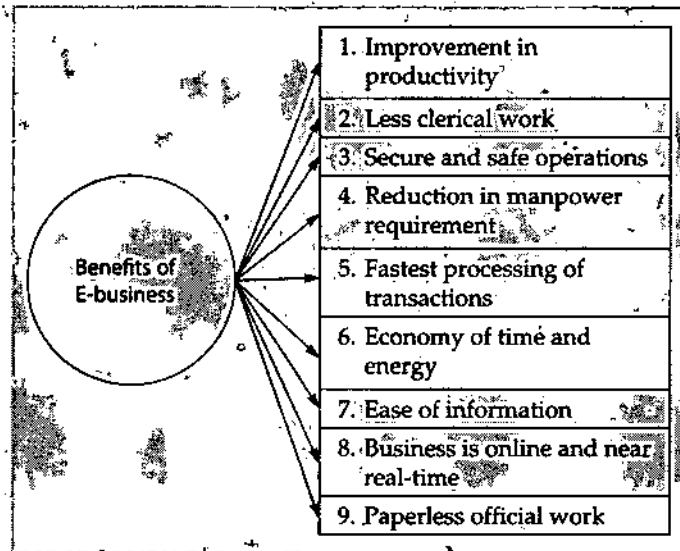 Benefits of
E-business
1. Improvement in
productivity
2. Less clerical work
3. Secure and safe operations
4. Reduction in manpower
requirement
5. Fastest processing of
transactions
6. Economy of time and
energy
7. Ease of information
8. Business is online and near
real-time
9. Paperless official work